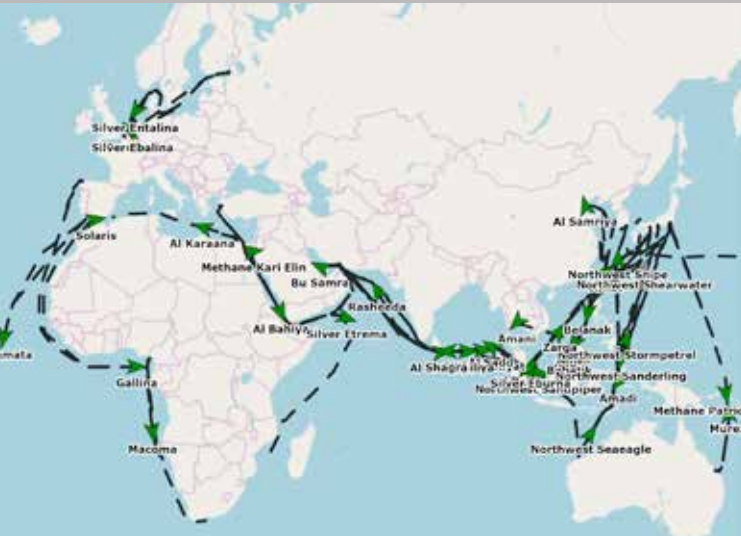 Silver Entalina
Silver Ebalina
Solaris
Al Karaana
Methane Kari Elin
Bu Samra
Rasheeda
Al Bahiya
Silver Etrema
Gallina
Macoma
Al Samriya
Northwest Snipe
Northwest Shearwater
Amani
Belanak
Zarga
Northwest Stormpetrel
Al Shagra
Northwest Sanderling
Silver Eburna
Amadi
Methane Patric
Mure
Northwest Seaeagle